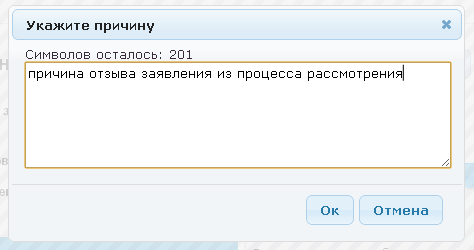 Укажите причину
Символов осталось: 201
причина отзыва заявления из процесса рассмотрения
Ок Отмена